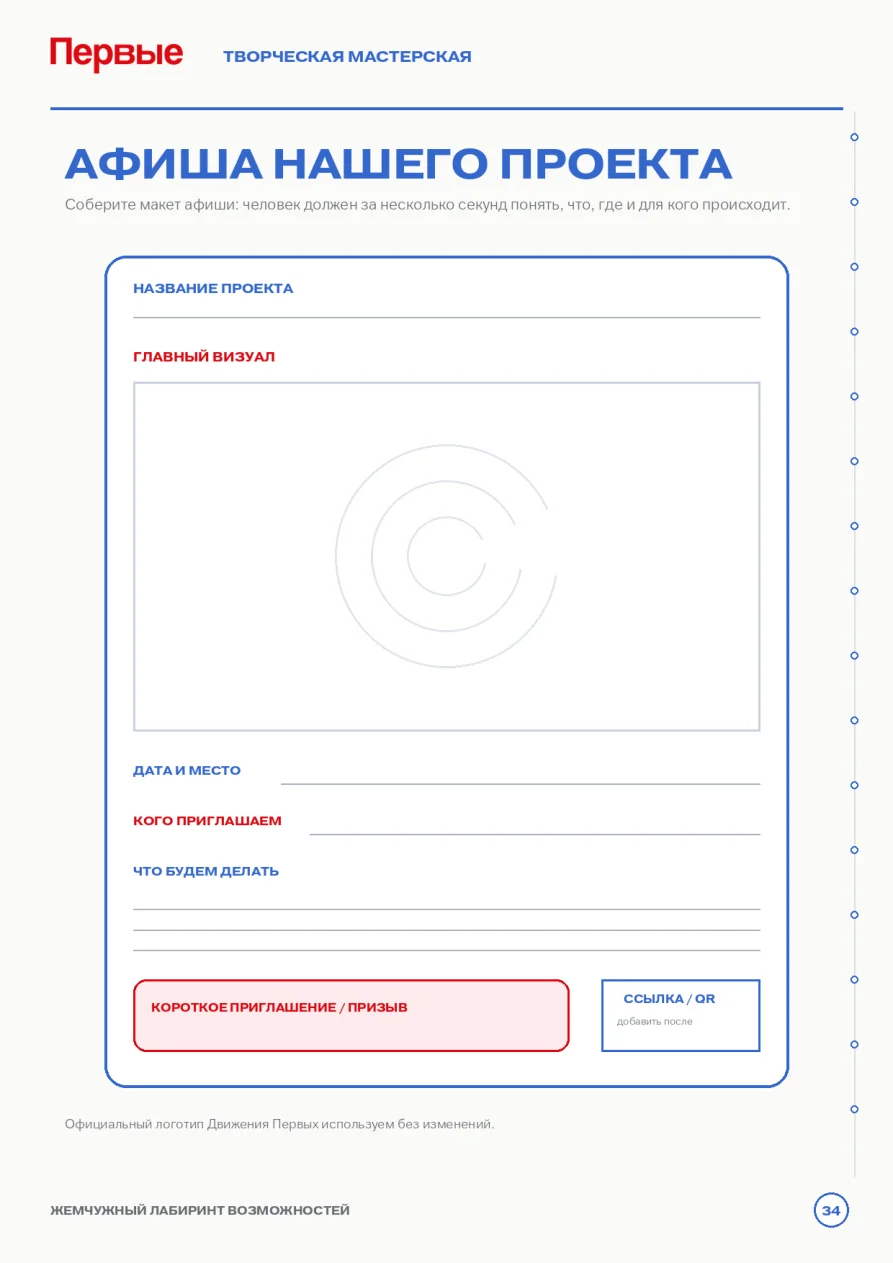 Первые
ТВОРЧЕСКАЯ МАСТЕРСКАЯ
АФИША НАШЕГО ПРОЕКТА
Соберите макет афиши: человек должен за несколько секунд понять, что, где и для кого происходит.
НАЗВАНИЕ ПРОЕКТА
ГЛАВНЫЙ ВИЗУАЛ
ДАТА И МЕСТО
КОГО ПРИГЛАШАЕМ
ЧТО БУДЕМ ДЕЛАТЬ
КОРОТКОЕ ПРИГЛАШЕНИЕ / ПРИЗЫВ
ССЫЛКА / QR
добавить после
Официальный логотип Движения Первых используем без изменений.
ЖЕМЧУЖНЫЙ ЛАБИРИНТ ВОЗМОЖНОСТЕЙ
34